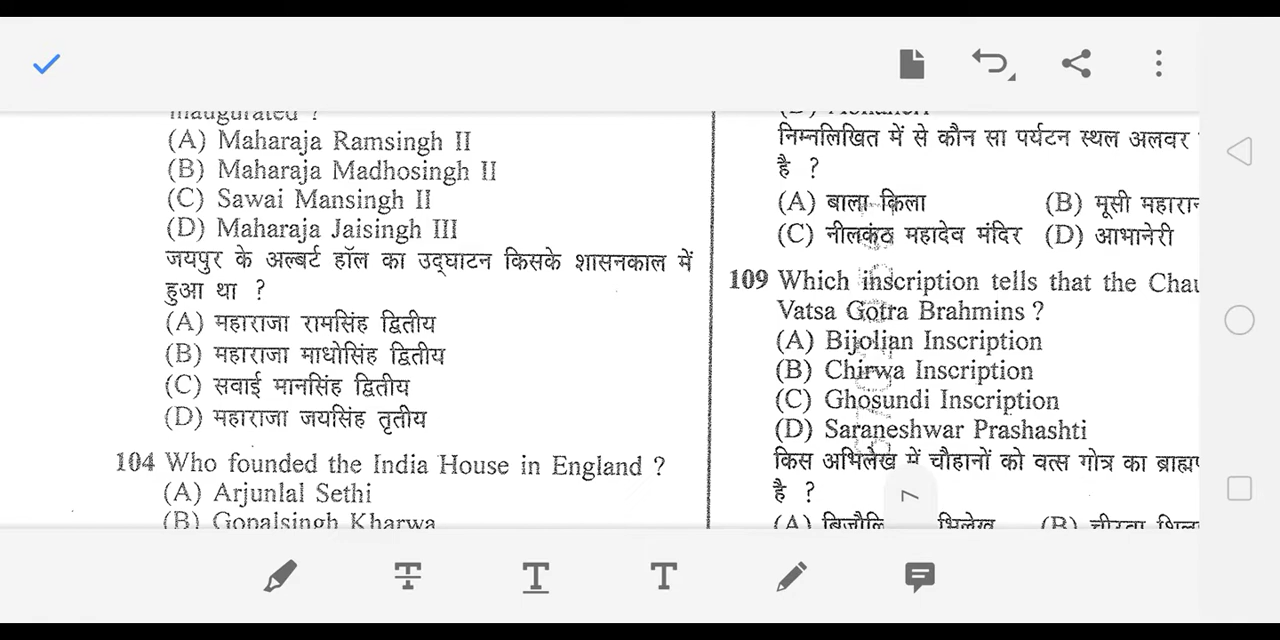 inaugurated ?
(A) Maharaja Ramsingh II
(B) Maharaja Madhosingh II
(C) Sawai Mansingh II
(D) Maharaja Jaisingh III
जयपुर के अल्बर्ट हॉल का उद्घाटन किसके शासनकाल में
हुआ था ?
(A) महाराजा रामसिंह द्वितीय
(B) महाराजा माधोसिंह द्वितीय
(C) सवाई मानसिंह द्वितीय
(D) महाराजा जयसिंह तृतीय
104 Who founded the India House in England ?
(A) Arjunlal Sethi
(B) Gopalsingh Kharwa
निम्नलिखित में से कौन सा पर्यटन स्थल अलवर
है ?
(A) बाला किला (B) मूसी महारान
(C) नीलकंठ महादेव मंदिर (D) आभानेरी
109 Which inscription tells that the Chau
Vatsa Gotra Brahmins ?
(A) Bijolian Inscription
(B) Chirwa Inscription
(C) Ghosundi Inscription
(D) Saraneshwar Prashashti
किस अभिलेख में चौहानों को वत्स गोत्र का ब्राह्म
है ?
7